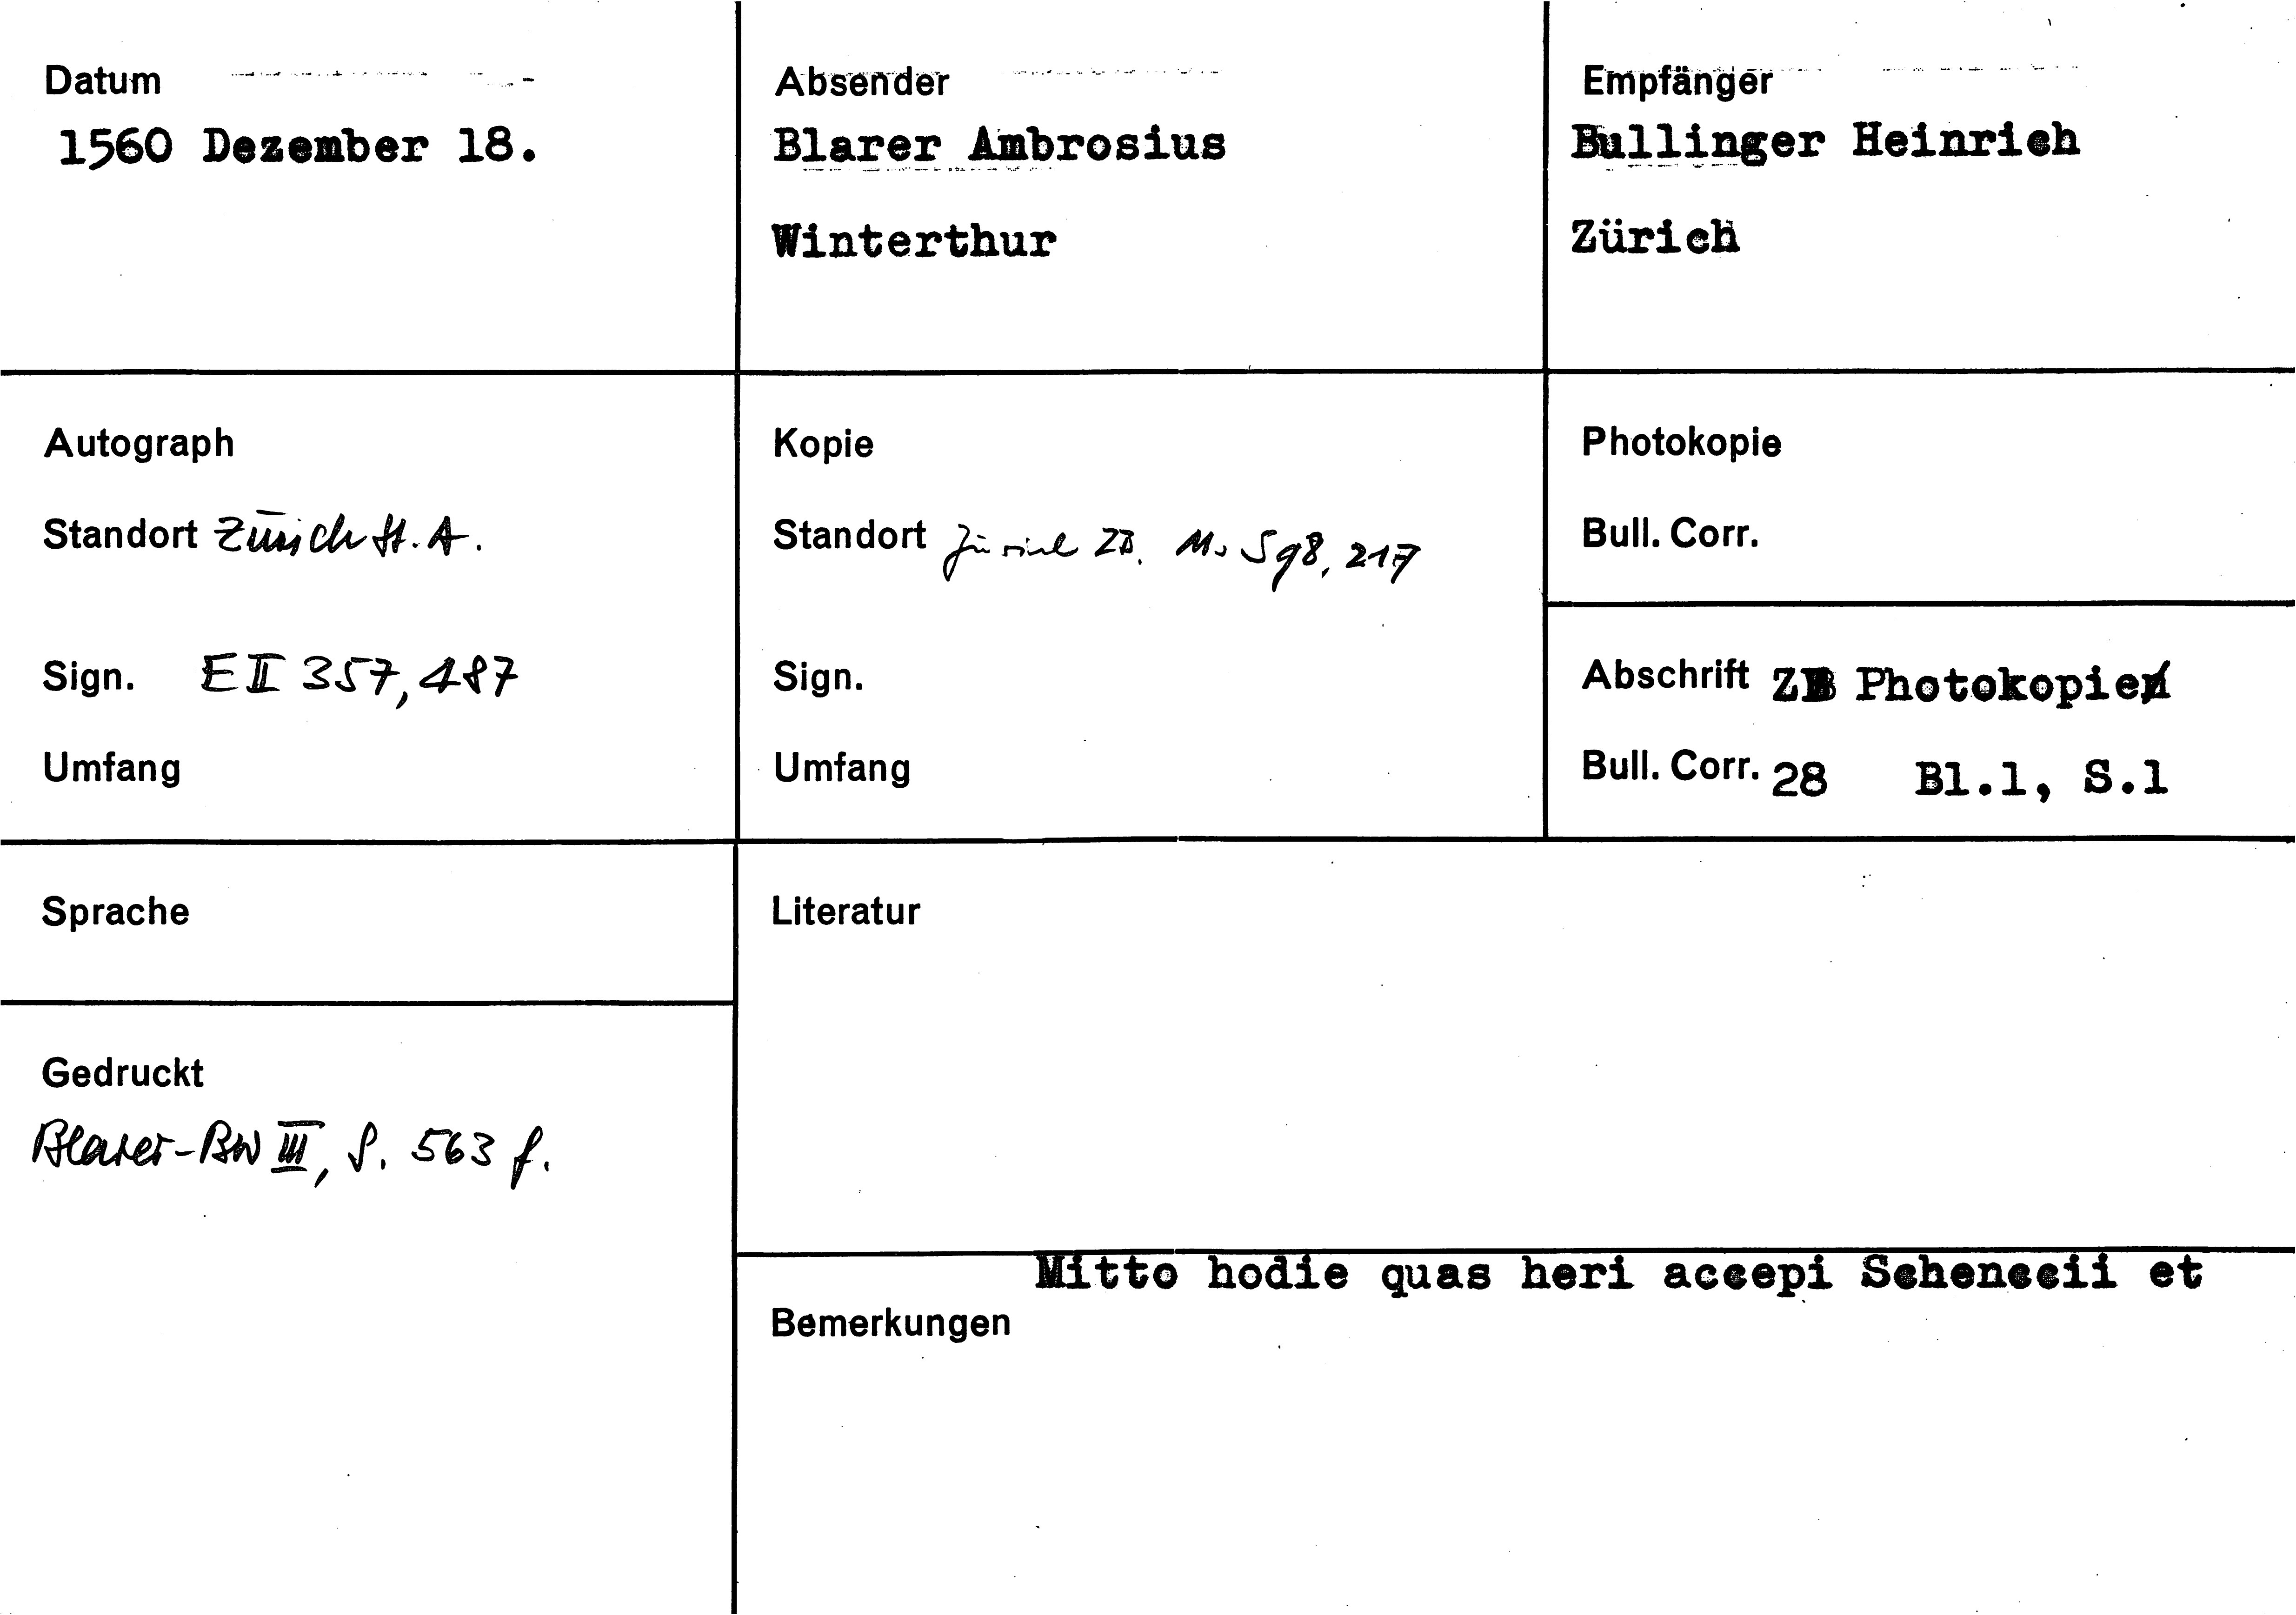 Datum
1560 Dezember 18.
Absender
Blarer Ambrosius
Winterthur
Empfänger
Bullinger Heinrich
Zürich
Autograph
Standort Zürich St. A.
Sign. E II 357, 487
Umfang
Kopie
Standort Zürich ZB. Ms S 98, 217
Sign.
Umfang
Photokopie
Bull. Corr.
Abschrift ZB Photokopie
Bull. Corr. 28 Bl.1, S.1
Sprache
Literatur
Gedruckt
Blarer-BW III, S. 563 f.
Mitto hodie quas heri accepi Schenccii et
Bemerkungen